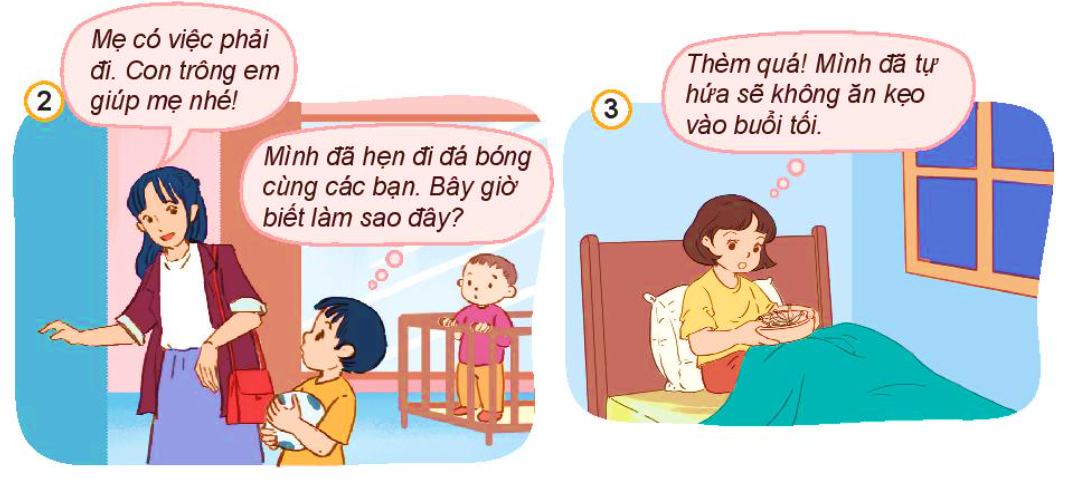 2
Mẹ có việc phải
đi. Con trông em
giúp mẹ nhé!
Mình đã hẹn đi đá bóng
cùng các bạn. Bây giờ
biết làm sao đây?
3
Thèm quá! Mình đã tự
hứa sẽ không ăn kẹo
vào buổi tối.